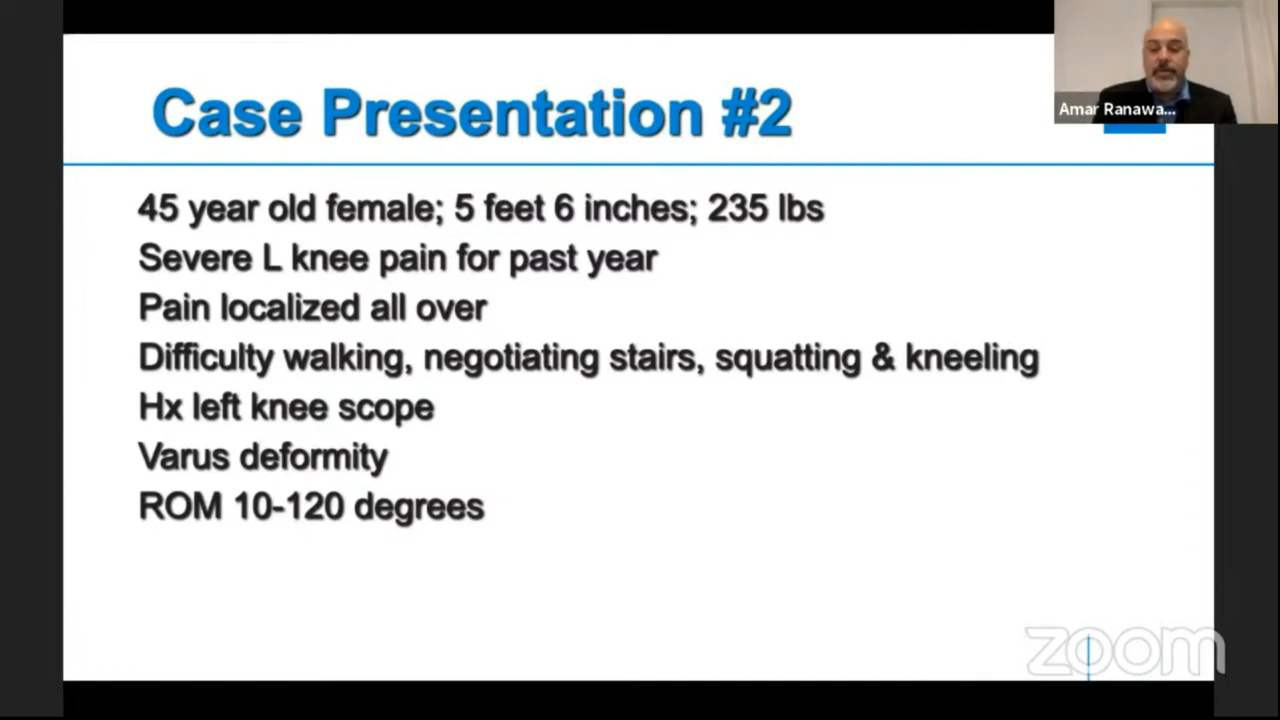 Case Presentation #2
Amar Ranawa...
45 year old female; 5 feet 6 inches; 235 lbs
Severe L knee pain for past year
Pain localized all over
Difficulty walking, negotiating stairs, squatting & kneeling
Hx left knee scope
Varus deformity
ROM 10-120 degrees
zoom